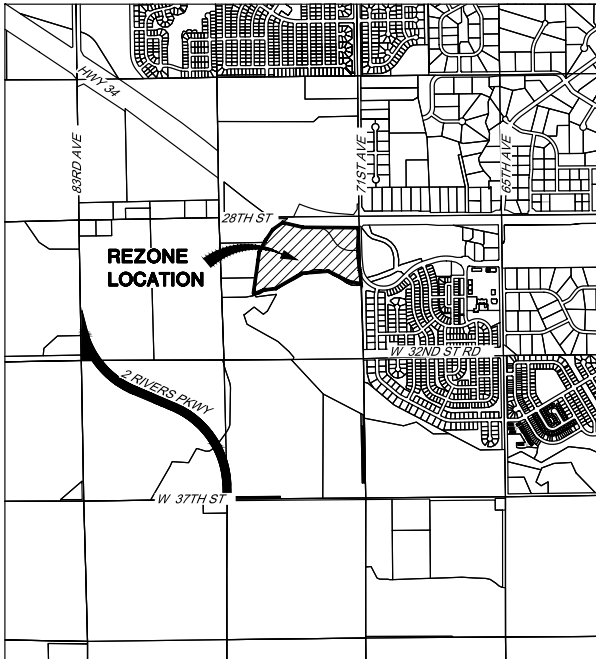 HWY 34
83RD AVE
71ST AVE
65TH AVE
28TH ST
REZONE
LOCATION
W 32ND ST RD
2 RIVERS PKWY
W 37TH ST